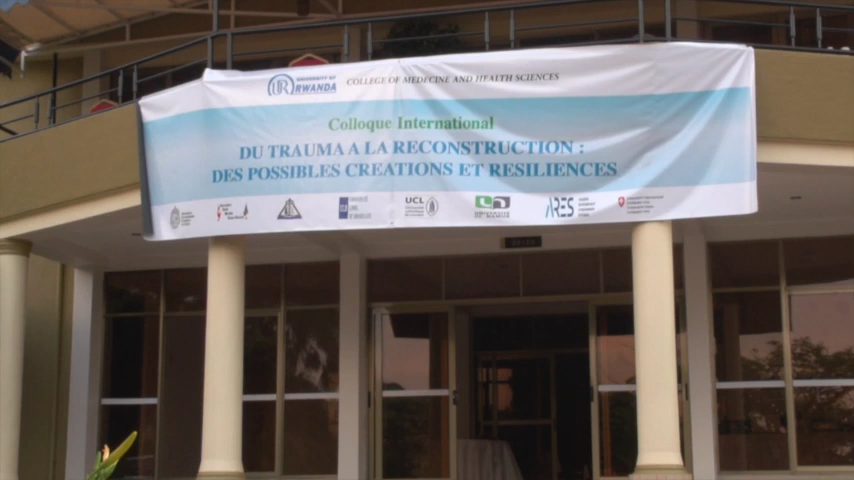 UNIVERSITY OF
RWANDA
COLLEGE OF MEDECINE AND HEALTH SCIENCES
Colloque International
DU TRAUMA A LA RECONSTRUCTION :
DES POSSIBLES CREATIONS ET RESILIENCES
UCL
ARES